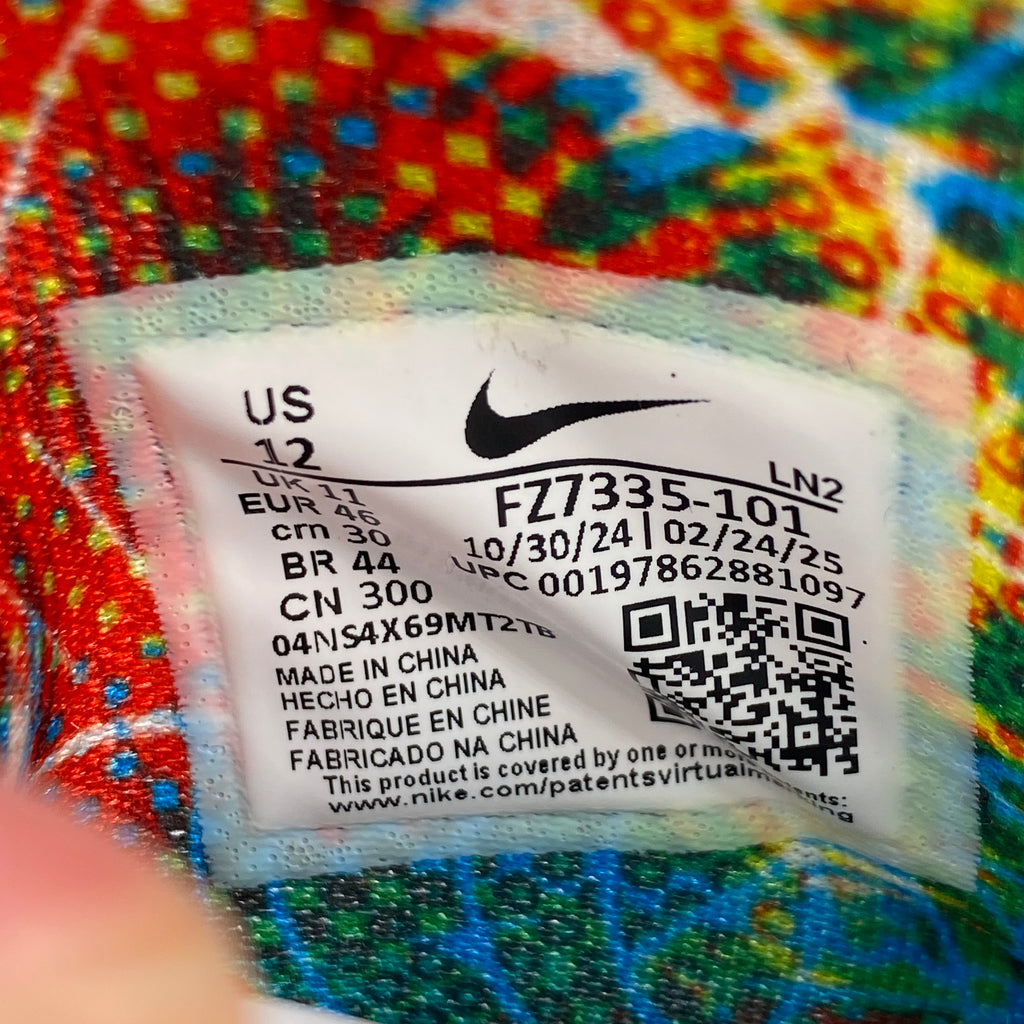 US
12
UK 11
EUR 46
cm 30
BR 44
CN 300
04NS4X69MT2TB
MADE IN CHINA
HECHO EN CHINA
FABRIQUE EN CHINE
FABRICADO NA CHINA
LN2
FZ7335-101
10/30/24 | 02/24/25
UPC 00197862881097
This product is covered by one or more
www.nike.com/patentsvirtualm